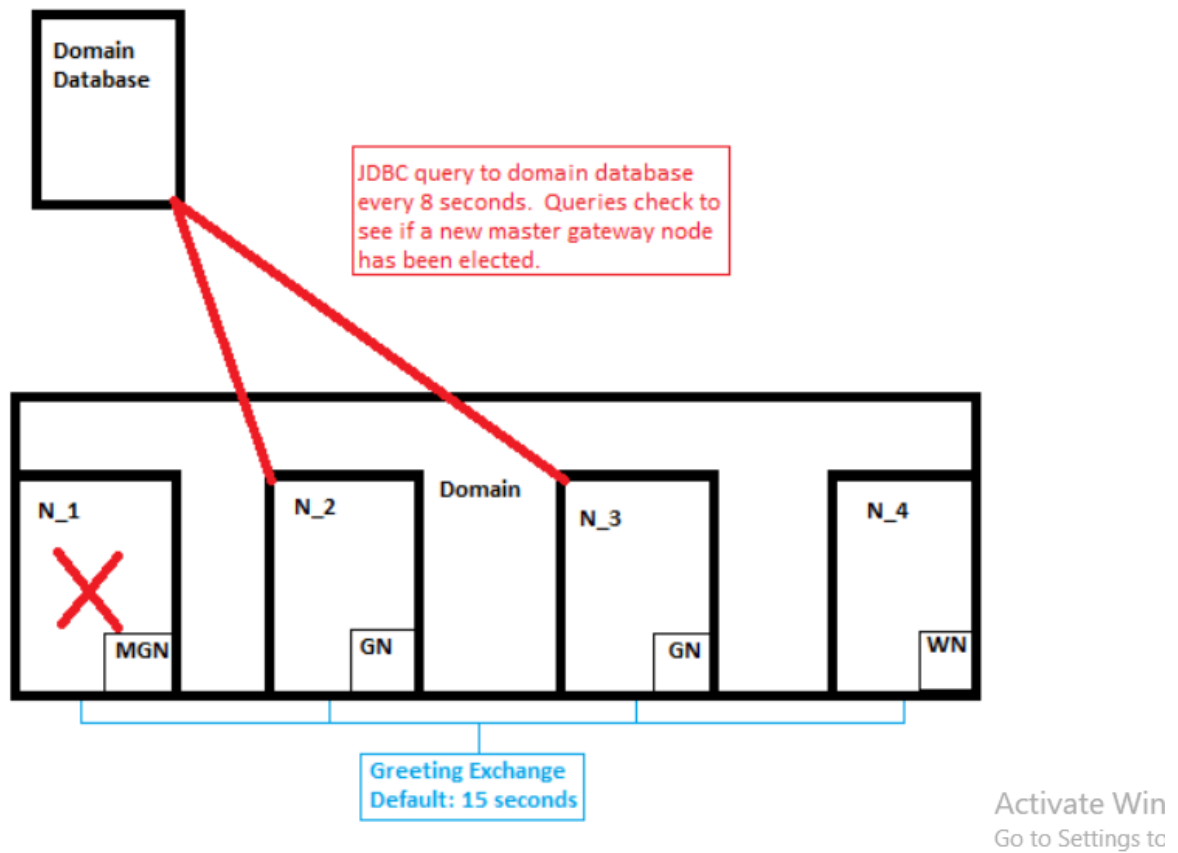 Domain
Database
JDBC query to domain database
every 8 seconds.  Queries check to
see if a new master gateway node
has been elected.
N_1
N_2
Domain
N_3
N_4
MGN
GN
GN
WN
Greeting Exchange
Default: 15 seconds
Activate Win
Go to Settings to